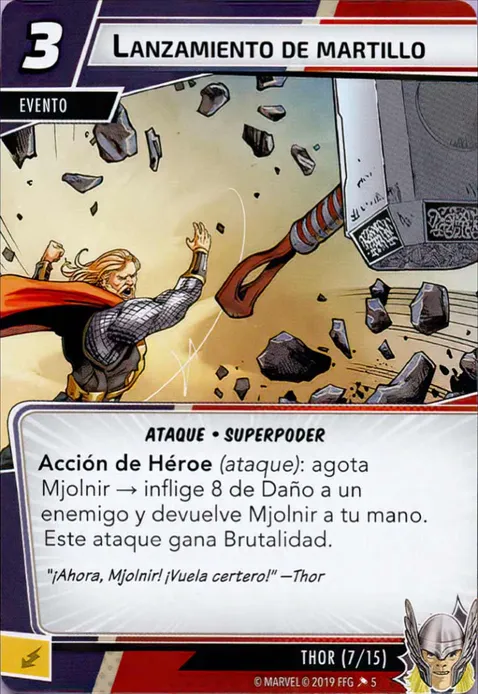 3
LANZAMIENTO DE MARTILLO
EVENTO
ATAQUE • SUPERPODER
Acción de Héroe (ataque): agota
Mjolnir → inflige 8 de Daño a un
enemigo y devuelve Mjolnir a tu mano.
Este ataque gana Brutalidad.
"¡Ahora, Mjolnir! ¡Vuela certero!" —Thor
THOR (7/15)
© MARVEL © 2019 FFG 5